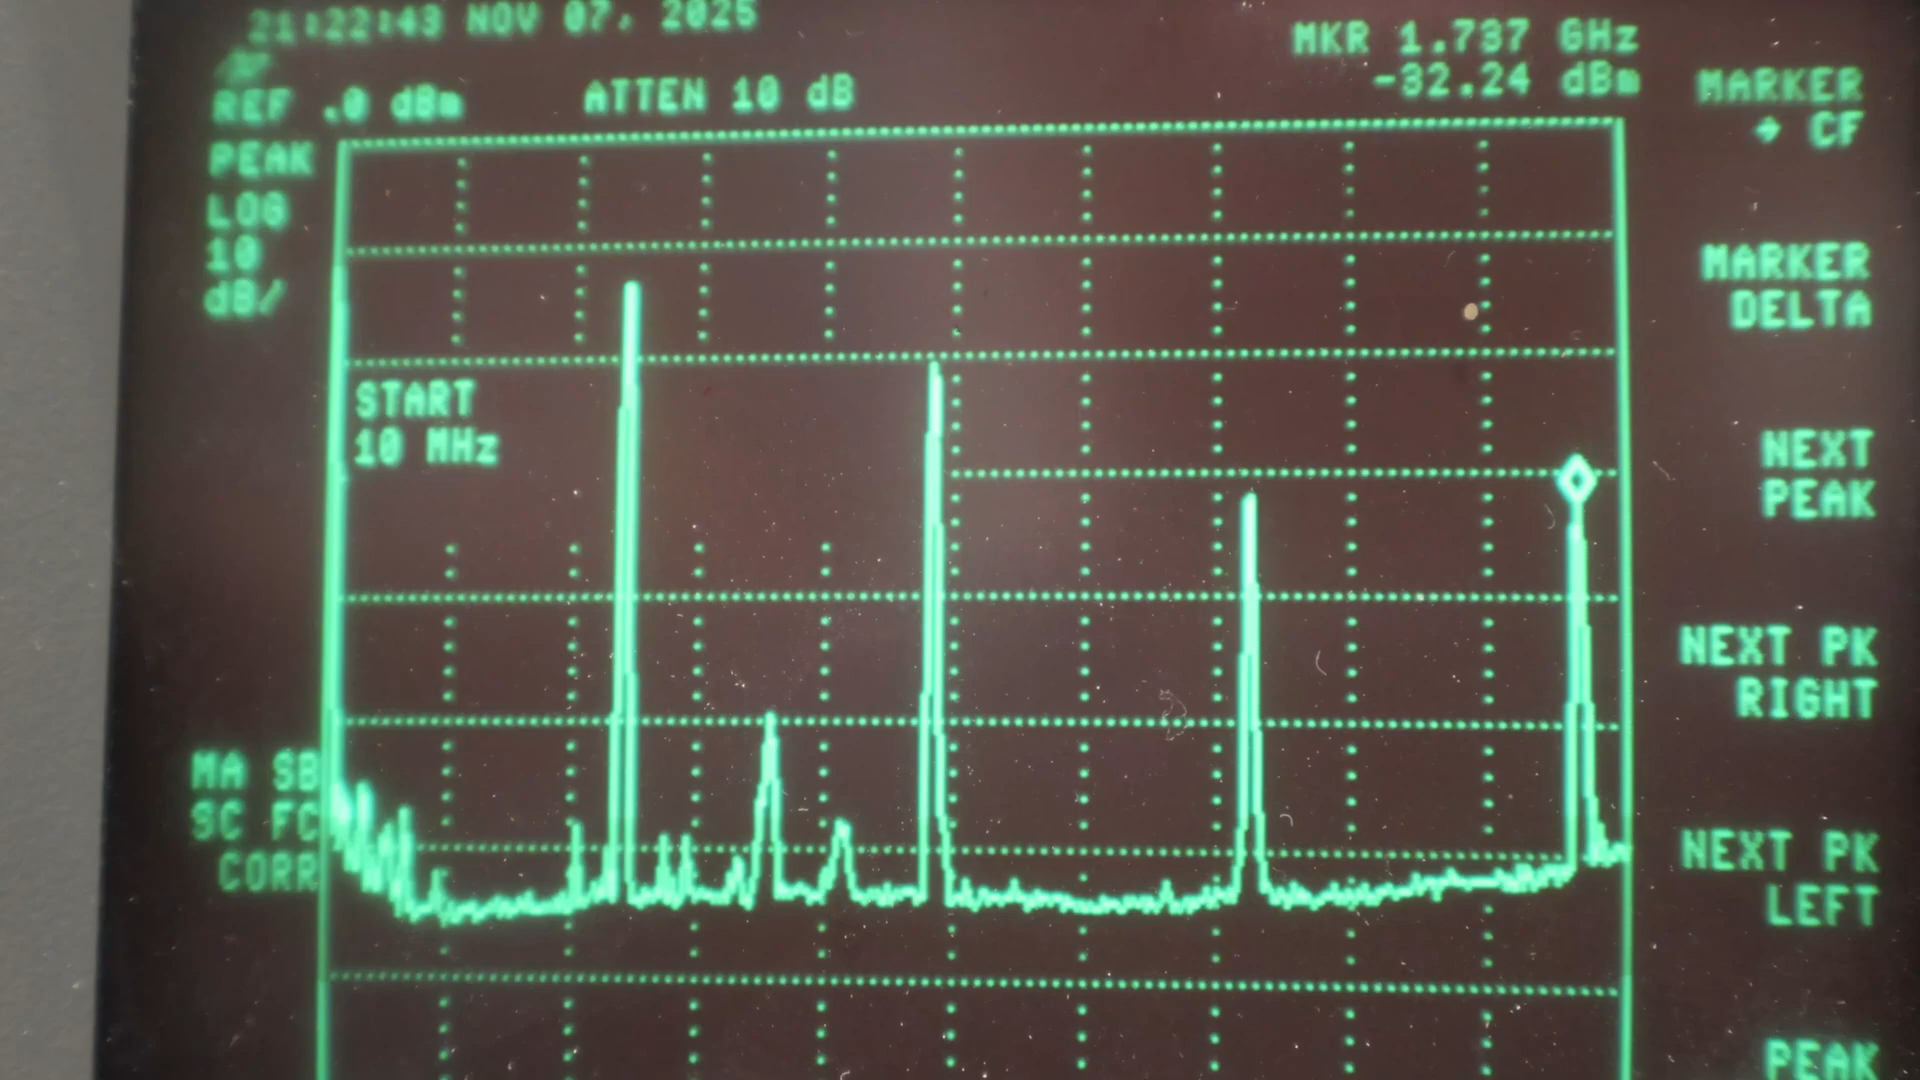 21:22:43 NOV 07, 2025
REF .0 dBm ATTEN 10 dB
MKR 1.737 GHz
-32.24 dBm
PEAK
LOG
10
dB/
START
10 MHz
MA SB
SC FC
CORR
MARKER
→ CF
MARKER
DELTA
NEXT
PEAK
NEXT PK
RIGHT
NEXT PK
LEFT
PEAK